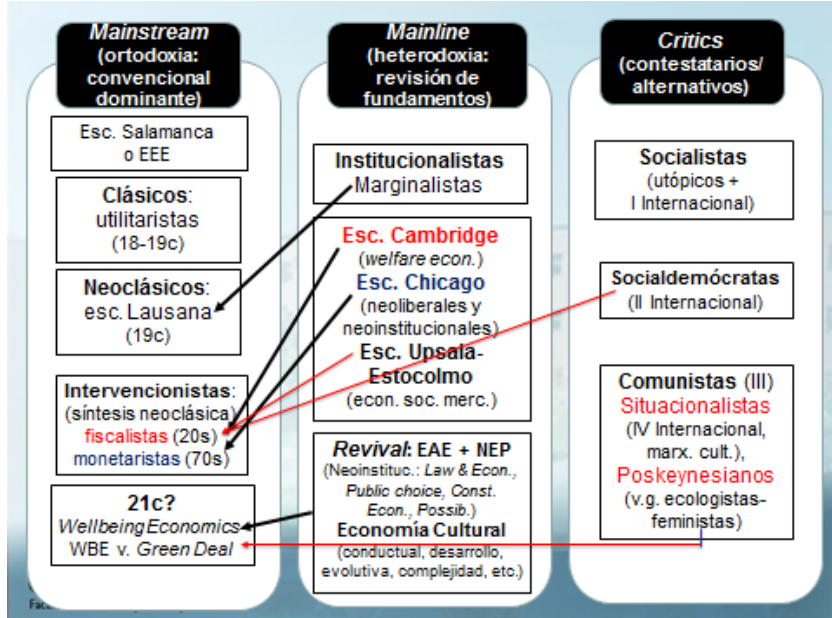 Mainstream
(ortodoxia:
convencional
dominante)
Esc. Salamanca
o EEE
Clásicos:
utilitaristas
(18-19c)
Neoclásicos:
esc. Lausana
(19c)
Intervencionistas:
(síntesis neoclásica)
fiscalistas (20s)
monetaristas (70s)
21c?
Wellbeing Economics
WBE v. Green Deal
Mainline
(heterodoxia:
revisión de
fundamentos)
Institucionalistas
Marginalistas
Esc. Cambridge
(welfare econ.)
Esc. Chicago
(neoliberales y
neoinstitucionales)
Esc. Upsala-
Estocolmo
(econ. soc. merc.)
Revival: EAE + NEP
(Neoinstituc.: Law & Econ.,
Public choice, Const.
Econ., Possib.)
Economía Cultural
(conductual, desarrollo,
evolutiva, complejidad, etc.)
Critics
(contestatarios/
alternativos)
Socialistas
(utópicos +
I Internacional)
Socialdemócratas
(II Internacional)
Comunistas (III)
Situacionalistas
(IV Internacional,
marx. cult.),
Poskeynesianos
(v.g. ecologistas-
feministas)